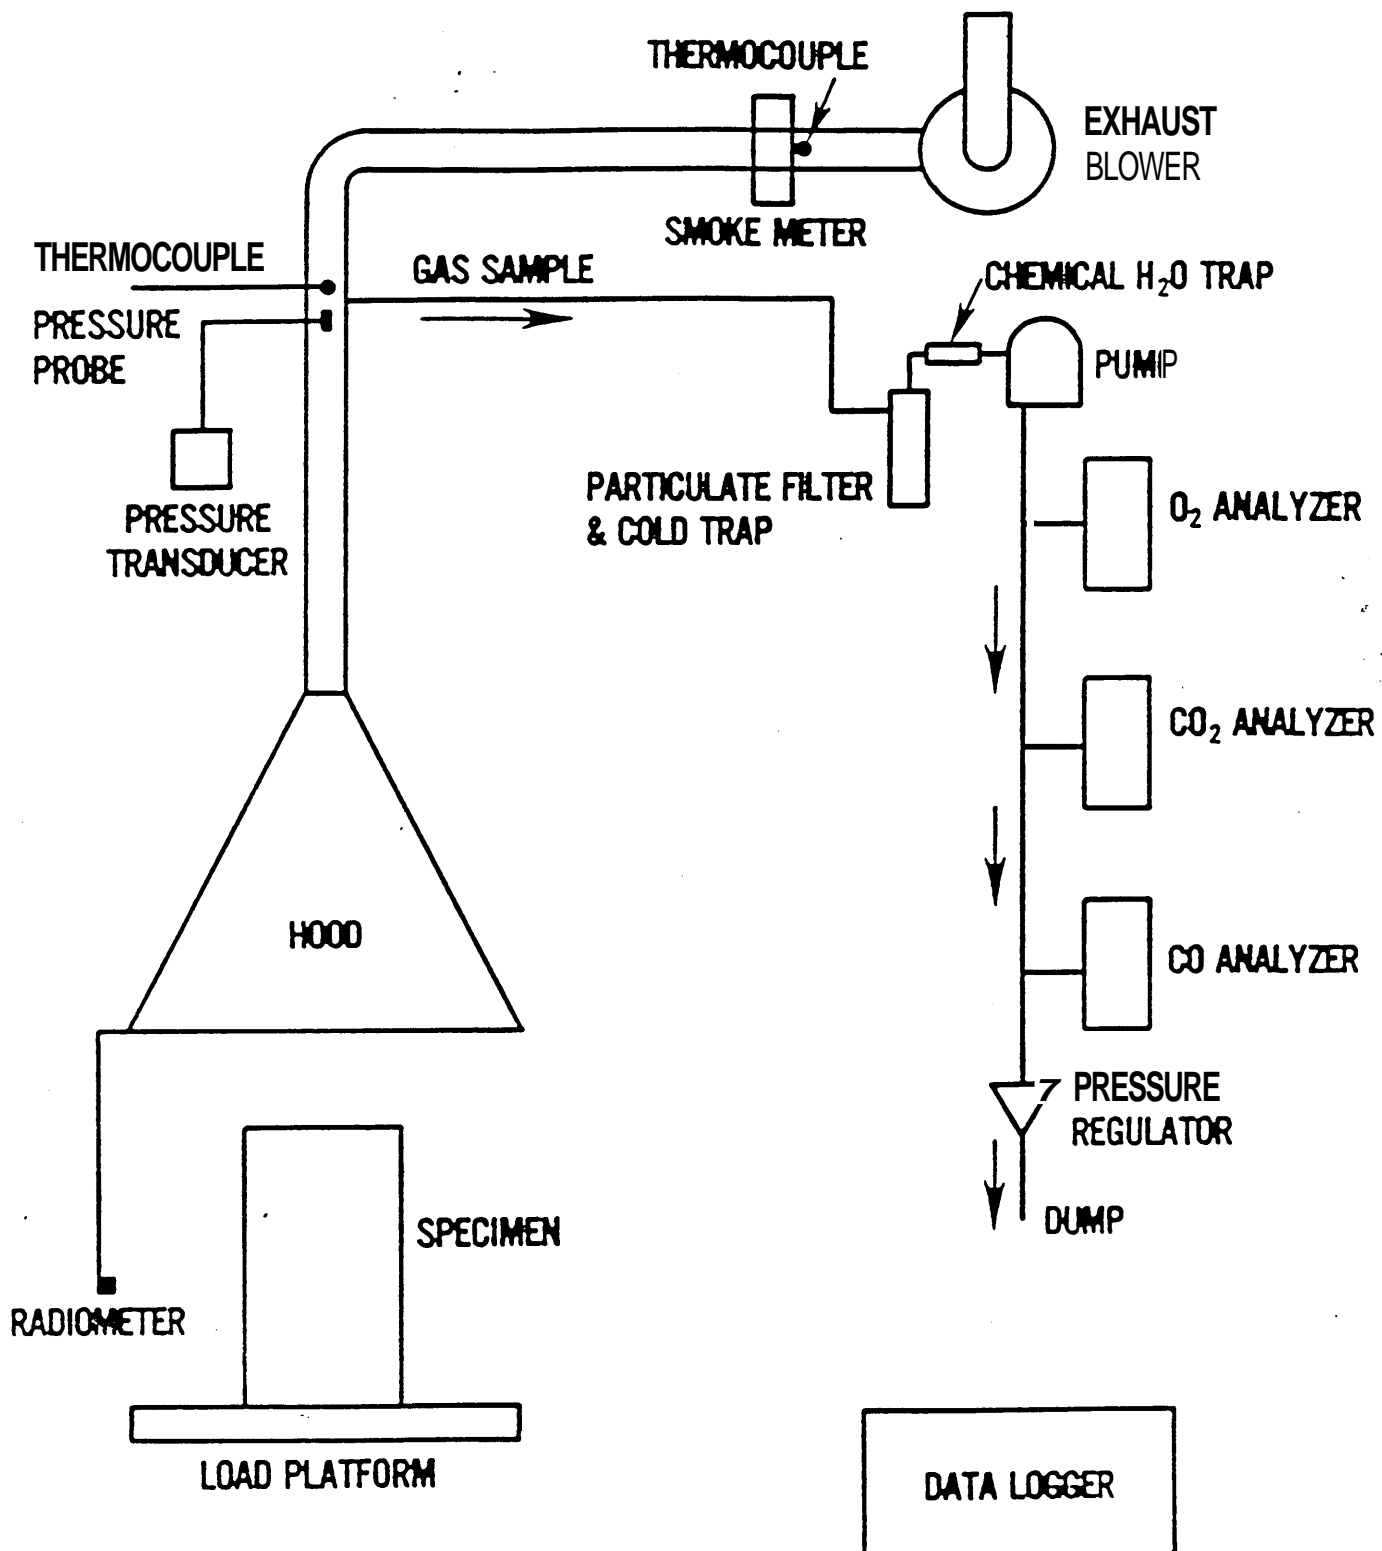 THERMOCOUPLE
EXHAUST
BLOWER
SMOKE METER
THERMOCOUPLE
GAS SAMPLE
CHEMICAL H₂O TRAP
PRESSURE
PROBE
PUMP
PARTICULATE FILTER
& COLD TRAP
O₂ ANALYZER
PRESSURE
TRANSDUCER
CO₂ ANALYZER
HOOD
CO ANALYZER
PRESSURE
REGULATOR
DUMP
SPECIMEN
RADIOMETER
LOAD PLATFORM
DATA LOGGER